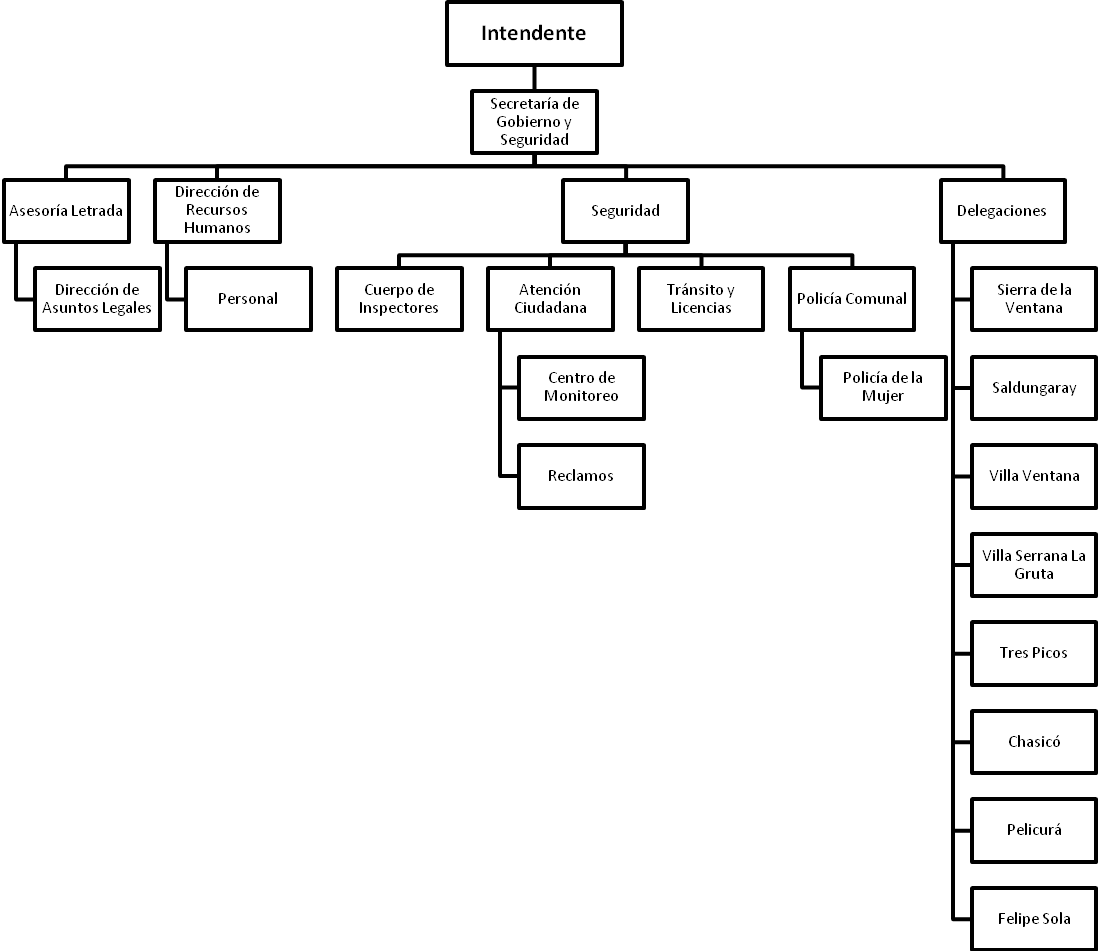 Intendente
Secretaría de
Gobierno y
Seguridad
Asesoría Letrada
Dirección de
Recursos
Humanos
Seguridad
Delegaciones
Dirección de
Asuntos Legales
Personal
Cuerpo de
Inspectores
Atención
Ciudadana
Tránsito y
Licencias
Policía Comunal
Sierra de la
Ventana
Centro de
Monitoreo
Policía de la
Mujer
Saldungaray
Reclamos
Villa Ventana
Villa Serrana La
Gruta
Tres Picos
Chasicó
Pelicurá
Felipe Sola